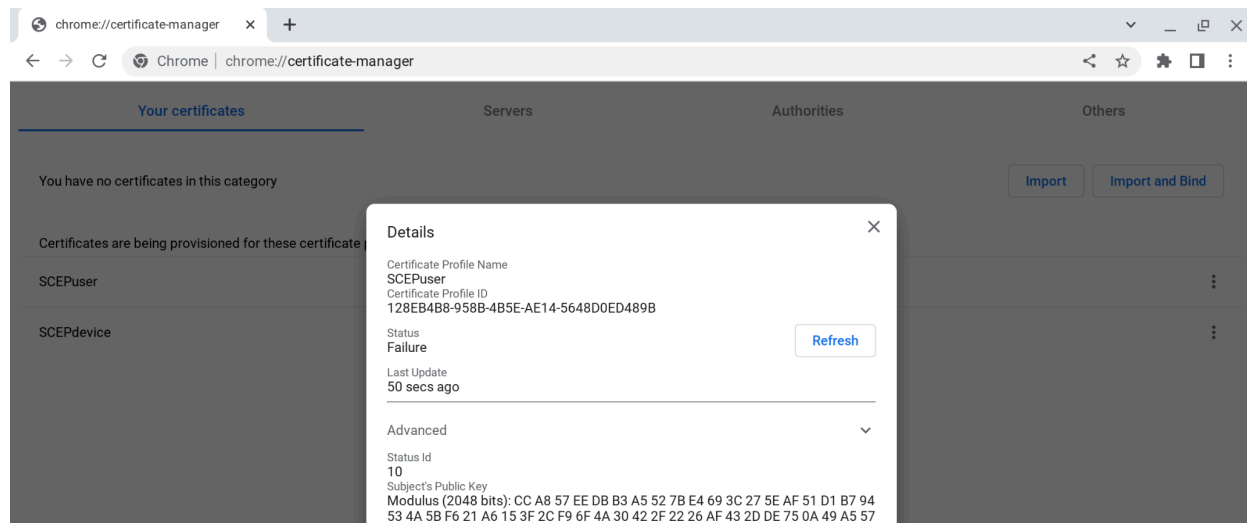 chrome://certificate-manager
Chrome | chrome://certificate-manager
Your certificates
Servers
Authorities
Others
You have no certificates in this category
Import
Import and Bind
Certificates are being provisioned for these certificate
SCEPuser
SCEPdevice
Details
Certificate Profile Name
SCEPuser
Certificate Profile ID
128EB4B8-958B-4B5E-AE14-5648D0ED489B
Status
Failure
Refresh
Last Update
50 secs ago
Advanced
Status Id
10
Subject's Public Key
Modulus (2048 bits): CC A8 57 EE DB B3 A5 52 7B E4 69 3C 27 5E AF 51 D1 B7 94
53 4A 5B F6 21 A6 15 3F 2C F9 6F 4A 30 42 2F 22 26 AF 43 2D DE 75 0A 49 A5 57